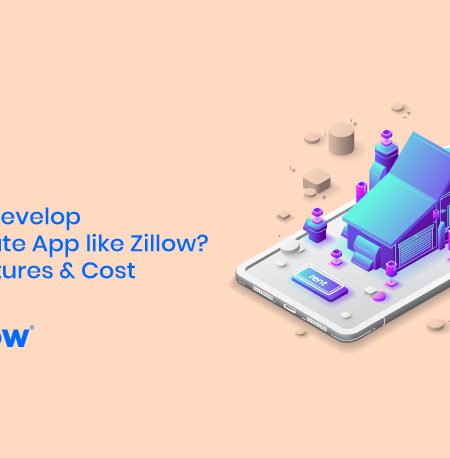 evelop
ate App like Zillow?
tures & Cost
ow®
rent